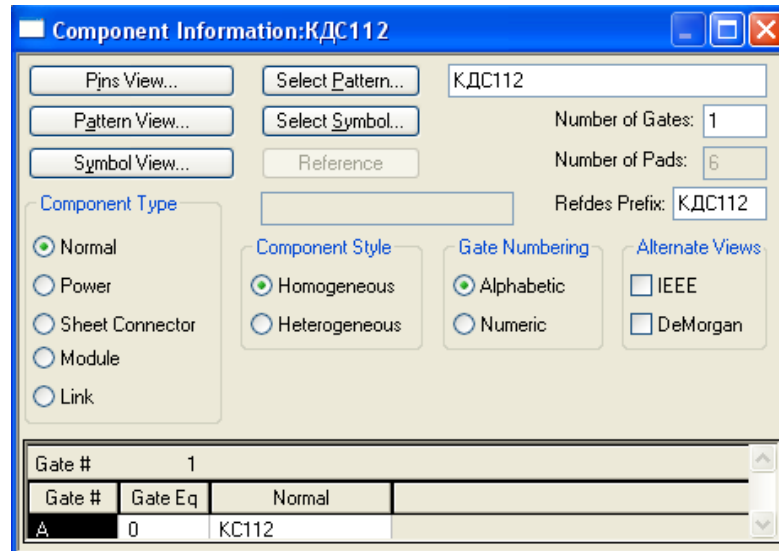 Component Information:КДС112
Pins View... Select Pattern... КДС112
Pattern View... Select Symbol... Number of Gates: 1
Symbol View... Reference Number of Pads: 6
Component Type Refdes Prefix: КДС112
Normal Component Style Gate Numbering Alternate Views
Power Homogeneous Alphabetic IEEE
Sheet Connector Heterogeneous Numeric DeMorgan
Module
Link
Gate # 1
Gate # Gate Eq Normal
A 0 КС112